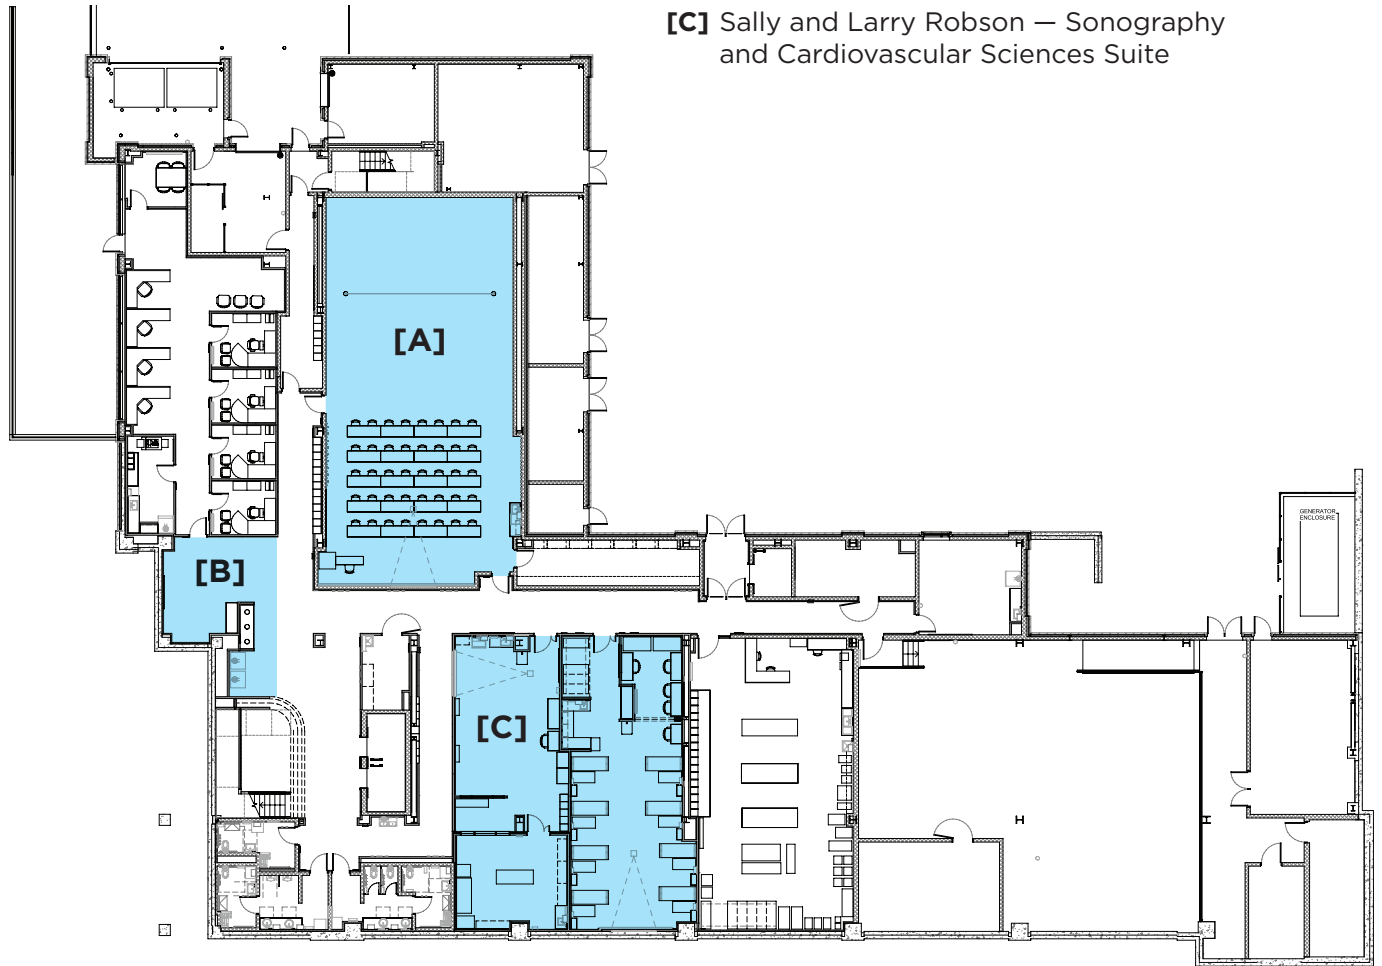 [C] Sally and Larry Robson — Sonography
and Cardiovascular Sciences Suite
[A]
GENERATOR
ENCLOSURE
[B]
[C]